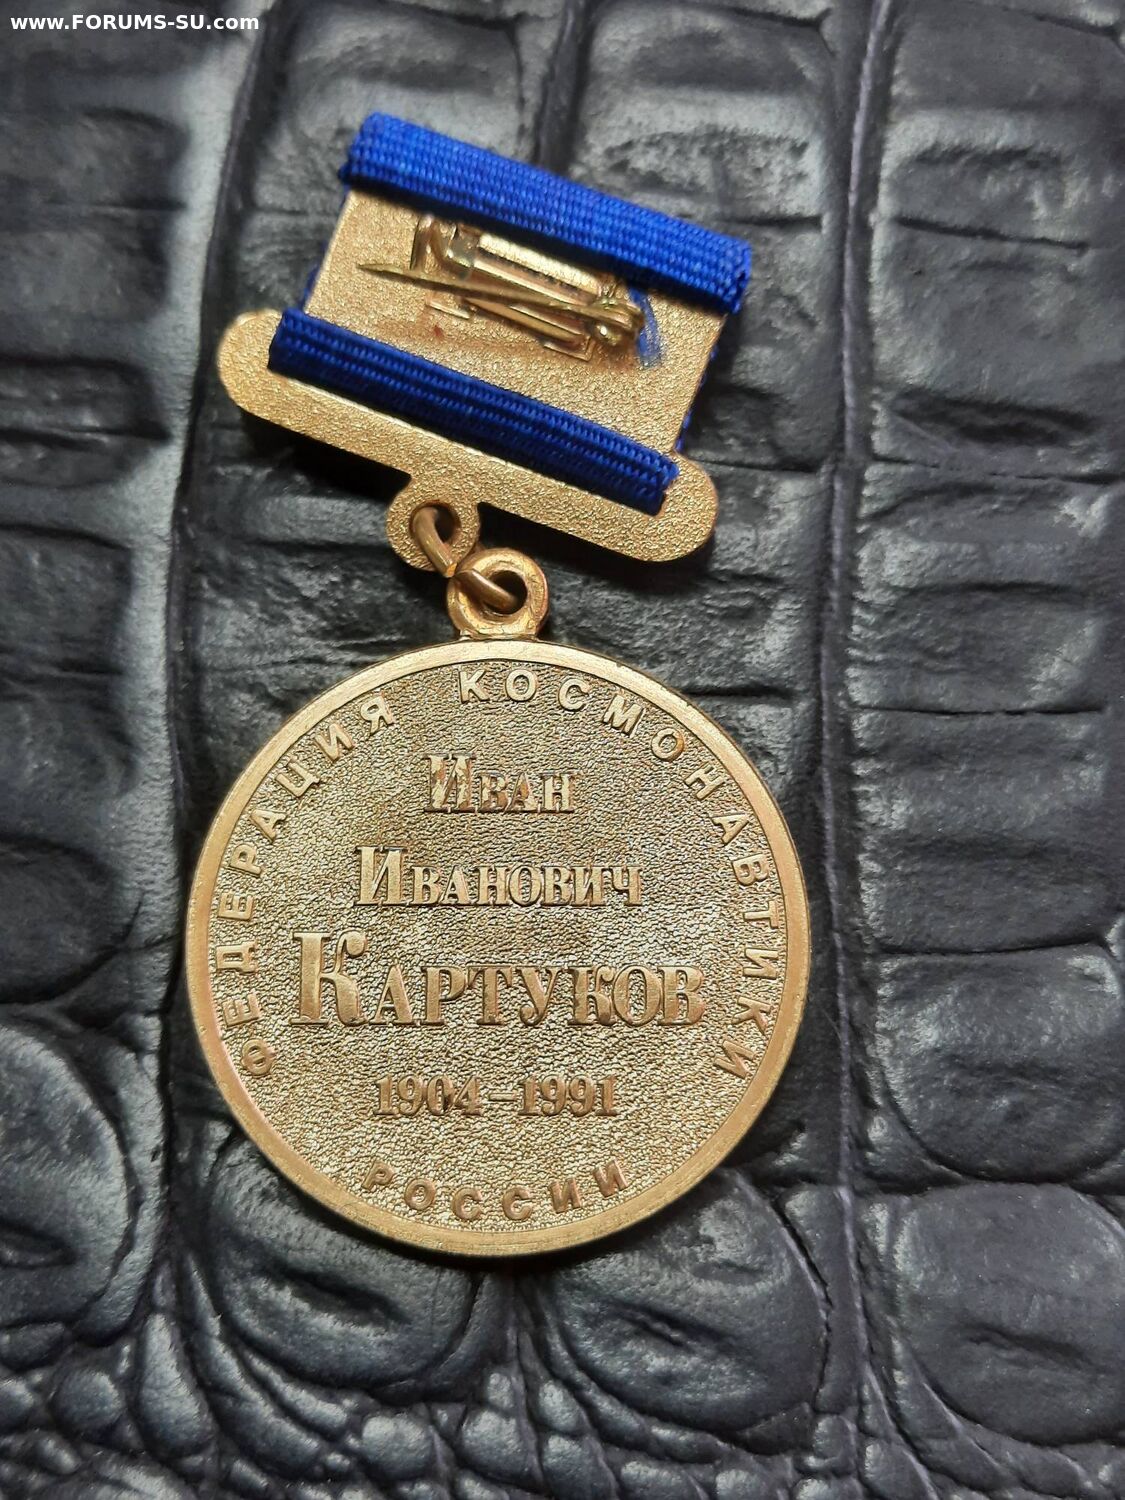 www.FORUMS-SU.com
ФЕДЕРАЦИЯ КОСМОНАВТИКИ
Иван
Иванович
Картуков
1904–1991
РОССИИ